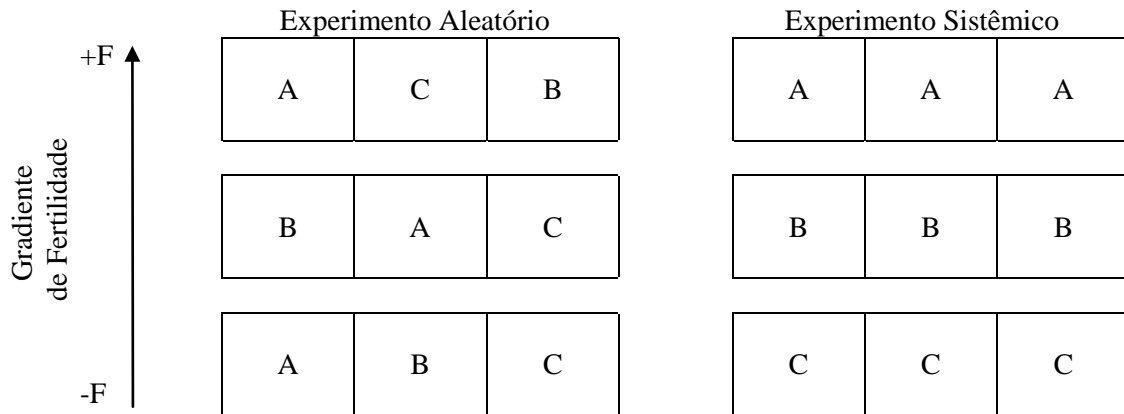 Experimento Aleatório
Experimento Sistêmico
+F
A C B
A A A
Gradiente
de Fertilidade
B A C
B B B
A B C
C C C
-F